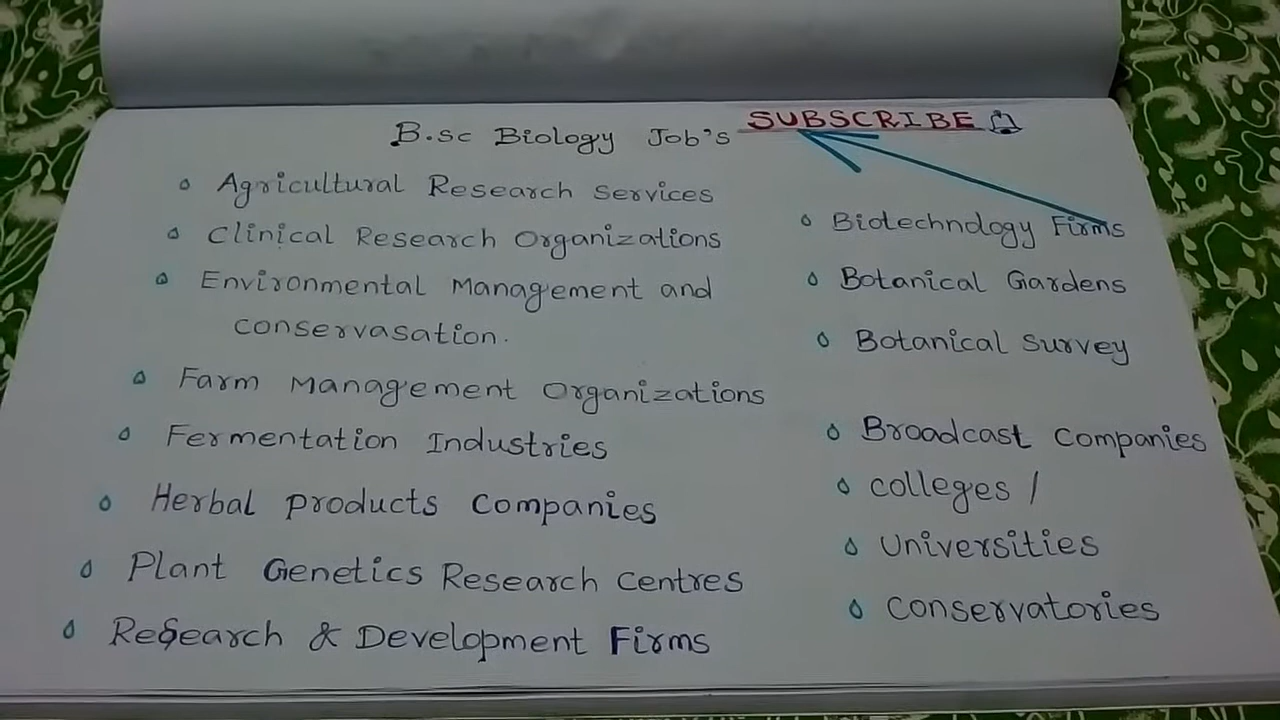 B.sc Biology Job's
SUBSCRIBE
Agricultural Research Services
Clinical Research Organizations
Environmental Management and
conservasation.
Farm Management Organizations
Fermentation Industries
Herbal products companies
Plant Genetics Research centres
Research & Development Firms
Biotechnology Firms
Botanical Gardens
Botanical Survey
Broadcast companies
colleges /
Universities
conservatories